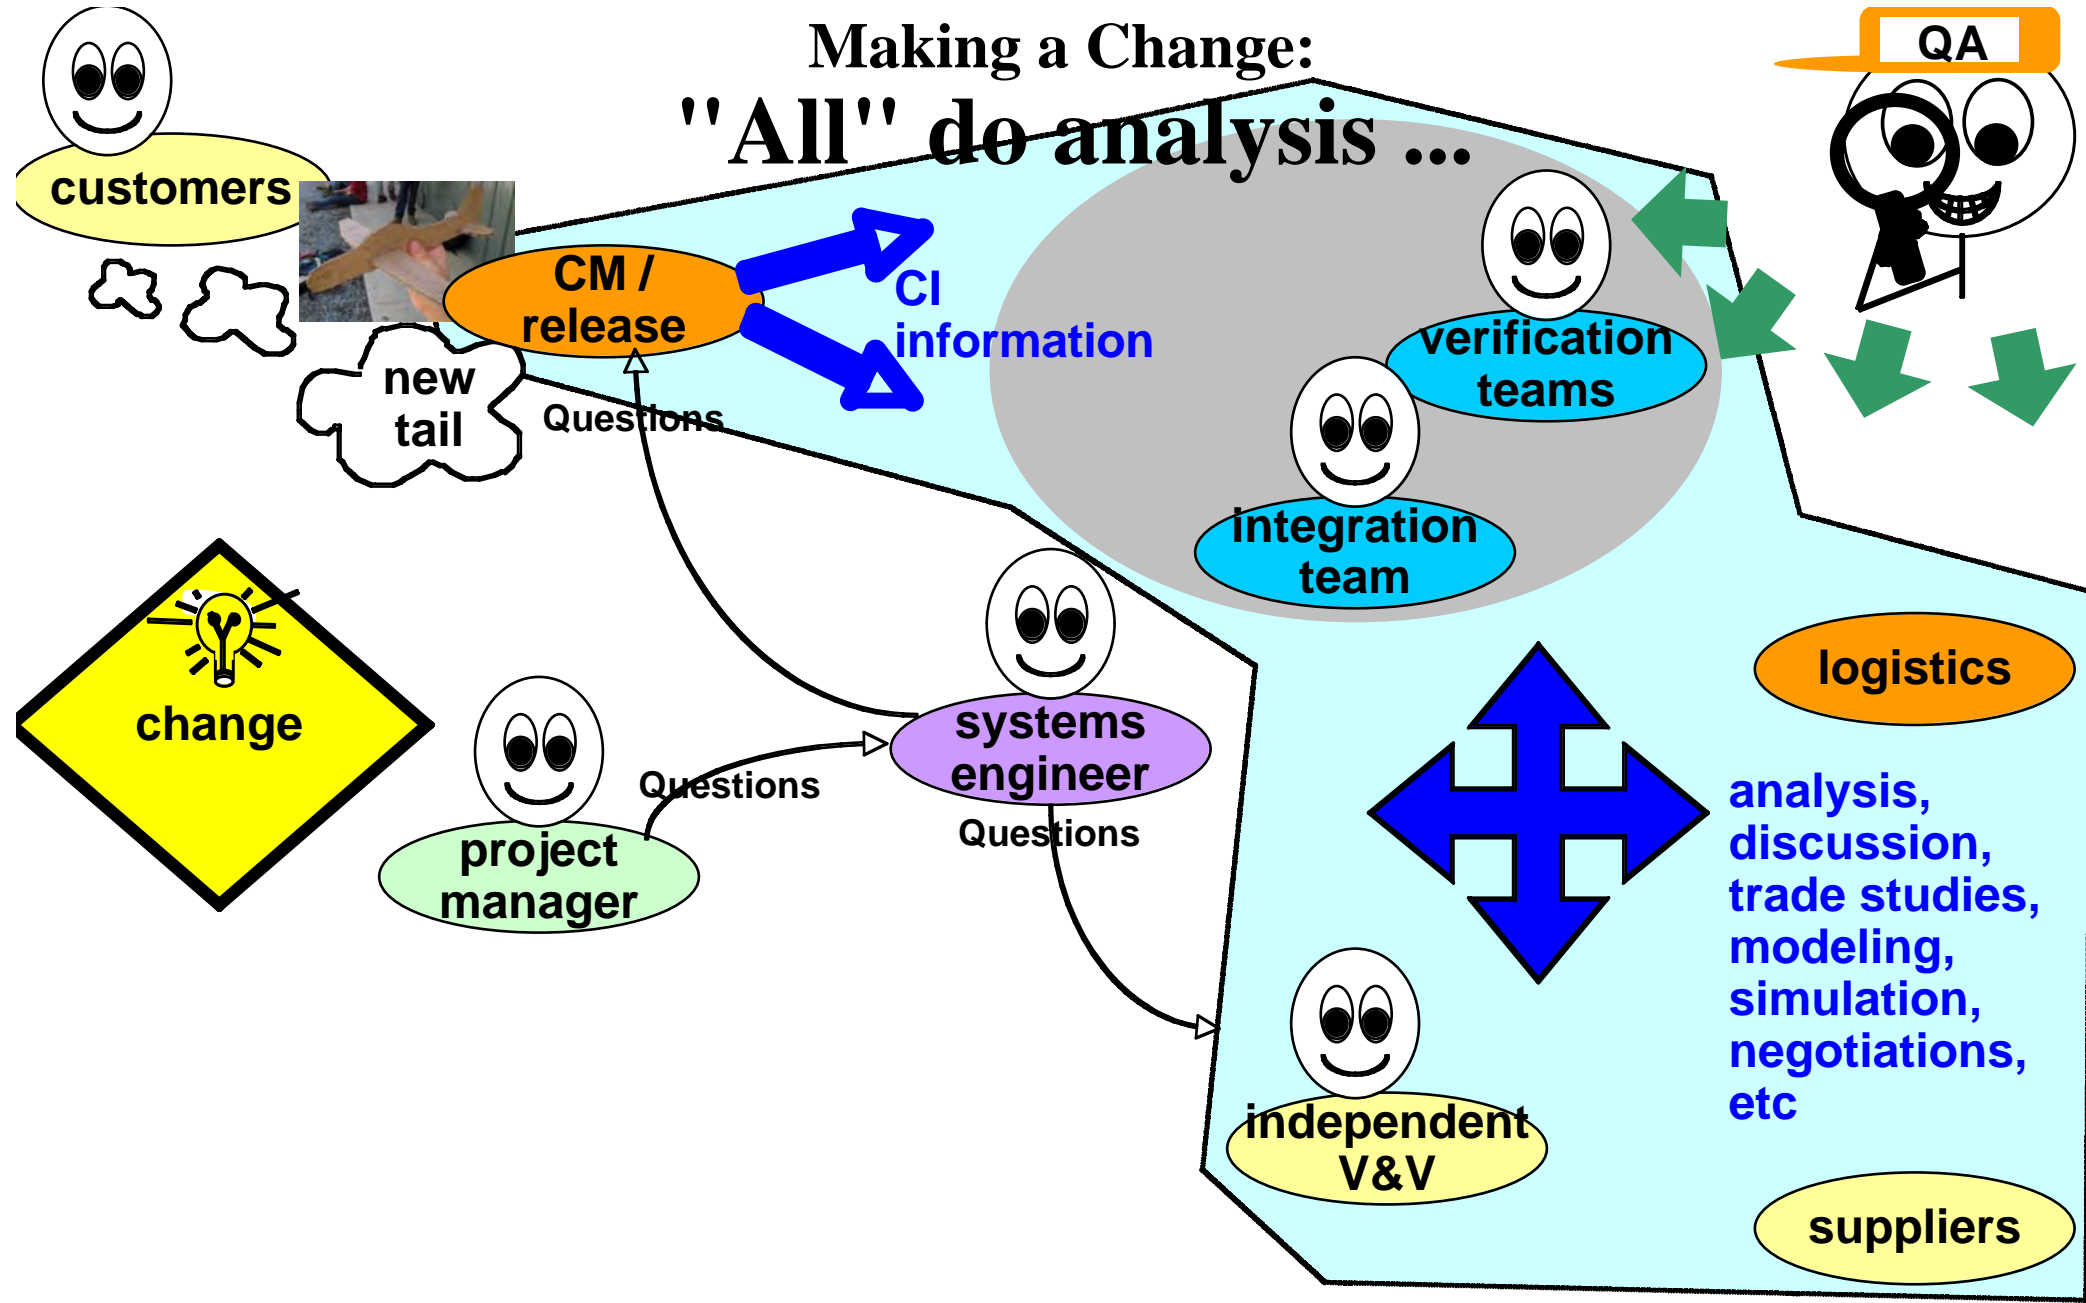 Making a Change:
"All" do analysis ...
QA
customers
CM /
release
CI
information
new
tail
Questions
verification
teams
integration
team
change
systems
engineer
logistics
Questions
project
manager
Questions
analysis,
discussion,
trade studies,
modeling,
simulation,
negotiations,
etc
independent
V&V
suppliers